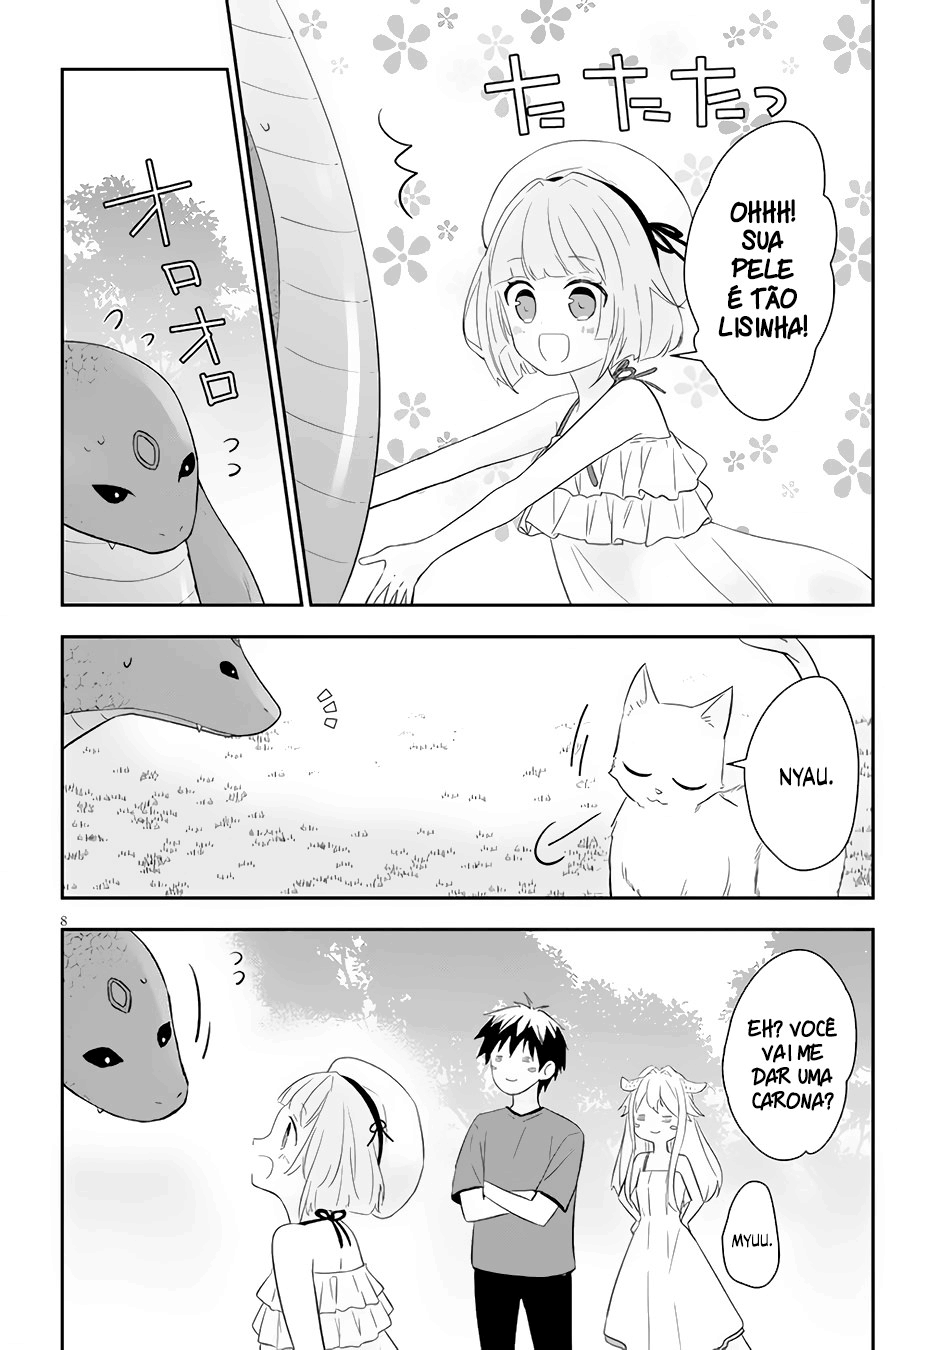 たたたっ
OHHH!
SUA
PELE
É TÃO
LISINHA!
オロオロ
NYAU.
8
EH? VOCÊ
VAI ME
DAR UMA
CARONA?
MYUU.